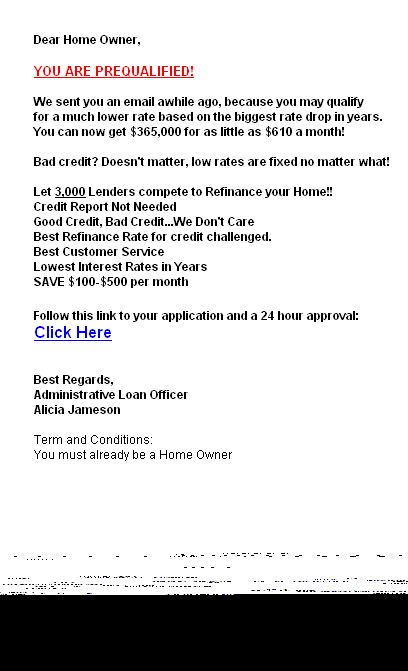 Dear Home Owner,
YOU ARE PREQUALIFIED!
We sent you an email awhile ago, because you may qualify
for a much lower rate based on the biggest rate drop in years.
You can now get $365,000 for as little as $610 a month!
Bad credit? Doesn't matter, low rates are fixed no matter what!
Let 3,000 Lenders compete to Refinance your Home!!
Credit Report Not Needed
Good Credit, Bad Credit...We Don't Care
Best Refinance Rate for credit challenged.
Best Customer Service
Lowest Interest Rates in Years
SAVE $100-$500 per month
Follow this link to your application and a 24 hour approval:
Click Here
Best Regards,
Administrative Loan Officer
Alicia Jameson
Term and Conditions:
You must already be a Home Owner